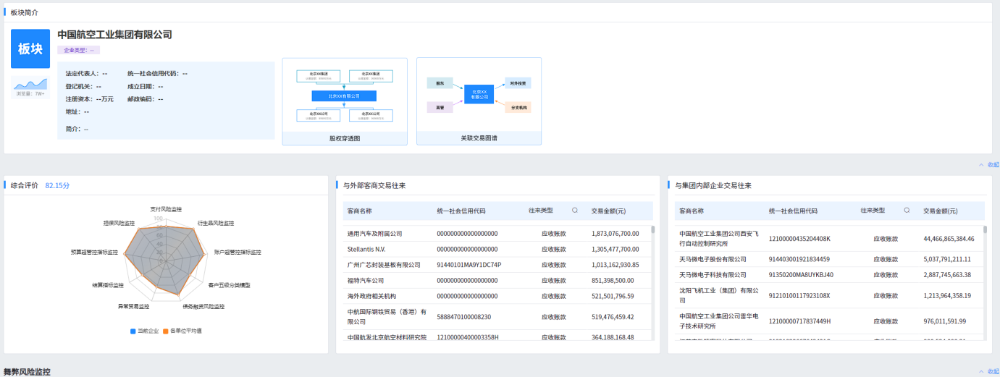 板块简介
板块
浏览量：7W+
中国航空工业集团有限公司
企业类型：--
法定代表人：-- 统一社会信用代码：--
登记机关：-- 成立日期：--
注册资本：--万元 邮政编码：--
地址：--
简介：--
北京XX集团 北京XX集团
北京XX有限公司
北京XX公司 北京XX公司
股权穿透图
股东 对外投资
北京XX
有限公司
高管 分支机构
关联交易图谱
收起
综合评价 82.15分
支付风险监控
衍生品风险监控
账户超管控指标监控
客户五级分类模型
债务融资风险监控
异常贸易监控
结算指标监控
预算超管控指标监控
担保风险监控
100
80
60
40
20
0
当前企业 各单位平均值
与外部客商交易往来
客商名称 统一社会信用代码 往来类型 交易金额(元)
通用汽车及附属公司 000000000000000000 应收账款 1,873,076,700.00
Stellantis N.V. 000000000000000000 应收账款 1,305,477,700.00
广州广芯封装基板有限公司 91440101MA9Y1DC74P 应收账款 1,013,162,930.85
福特汽车公司 000000000000000000 应收账款 851,398,500.00
海外政府相关机构 000000000000000000 应收账款 521,501,796.59
中航国际钢铁贸易（香港）有
限公司 5888470100008230 应收账款 519,476,459.42
中国航发北京航空材料研究院 12100000400003358H 应收账款 364,188,168.48
与集团内部企业交易往来
客商名称 统一社会信用代码 往来类型 交易金额(元)
中国航空工业集团公司西安飞
行自动控制研究所 12100000435204408K 应收账款 44,466,865,384.46
天马微电子股份有限公司 914403001921834459 应收账款 5,037,791,211.11
天马微电子科技有限公司 91350200MA8UYKBJ40 应收账款 2,887,745,663.38
沈阳飞机工业（集团）有限公
司 91210100117923108X 应收账款 1,213,964,358.19
中国航空工业集团公司雷华电
子技术研究所 12100000717837449H 应收账款 976,011,591.99
舞弊风险监控
收起